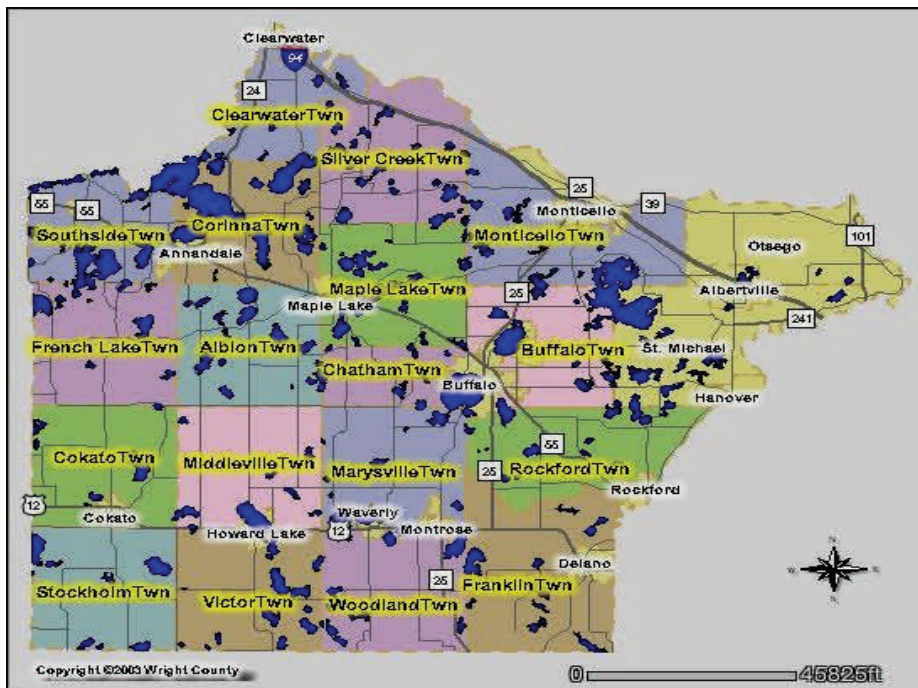 Clearwater
94
24
ClearwaterTwn
Silver CreekTwn
25
39
55
55
Monticello
101
SouthsideTwn
CorinnaTwn
MonticelloTwn
Otsego
Annandale
Maple LakeTwn
25
Albertville
Maple Lake
241
French LakeTwn
AlbionTwn
BuffaloTwn
St. Michael
ChathamTwn
Buffalo
Hanover
CokatoTwn
MiddlevilleTwn
MarysvilleTwn
25
55
RockfordTwn
Rockford
12
Cokato
Waverly
Howard Lake
12
Montrose
Delano
StockholmTwn
VictorTwn
WoodlandTwn
25
FranklinTwn
N
W
E
S
Copyright ©2003 Wright County
0
45825ft